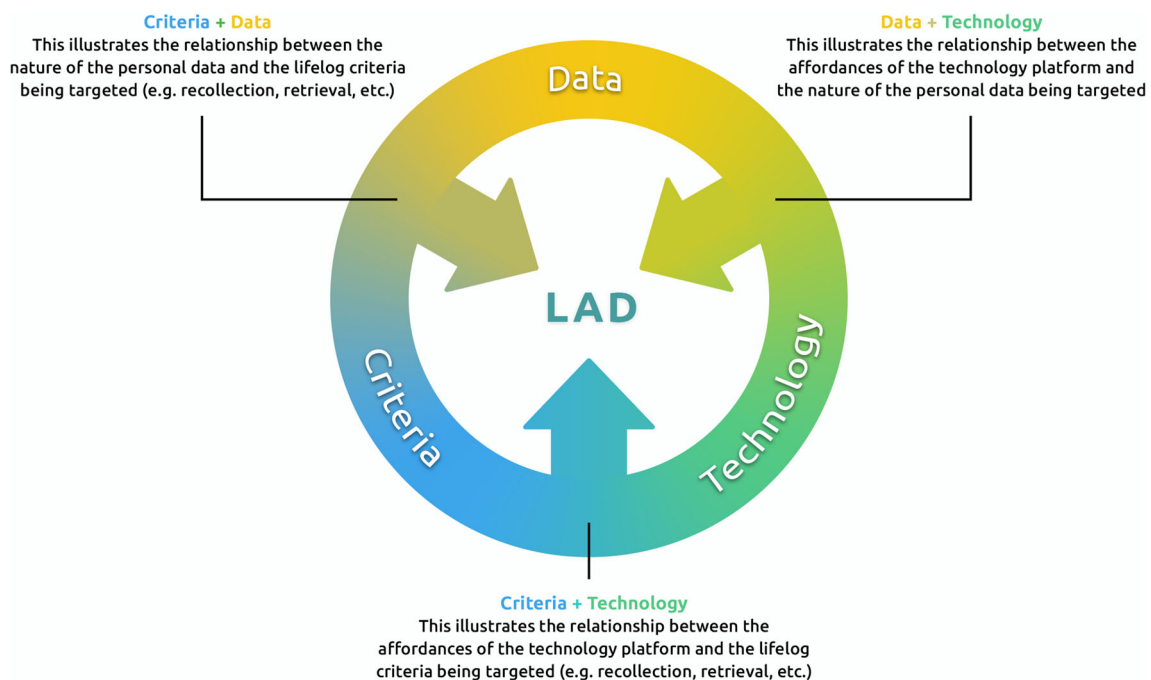 Criteria + Data
This illustrates the relationship between the
nature of the personal data and the lifelog criteria
being targeted (e.g. recollection, retrieval, etc.)
Data + Technology
This illustrates the relationship between the
affordances of the technology platform and
the nature of the personal data being targeted
Data
LAD
Criteria
Technology
Criteria + Technology
This illustrates the relationship between the
affordances of the technology platform and the lifelog
criteria being targeted (e.g. recollection, retrieval, etc.)